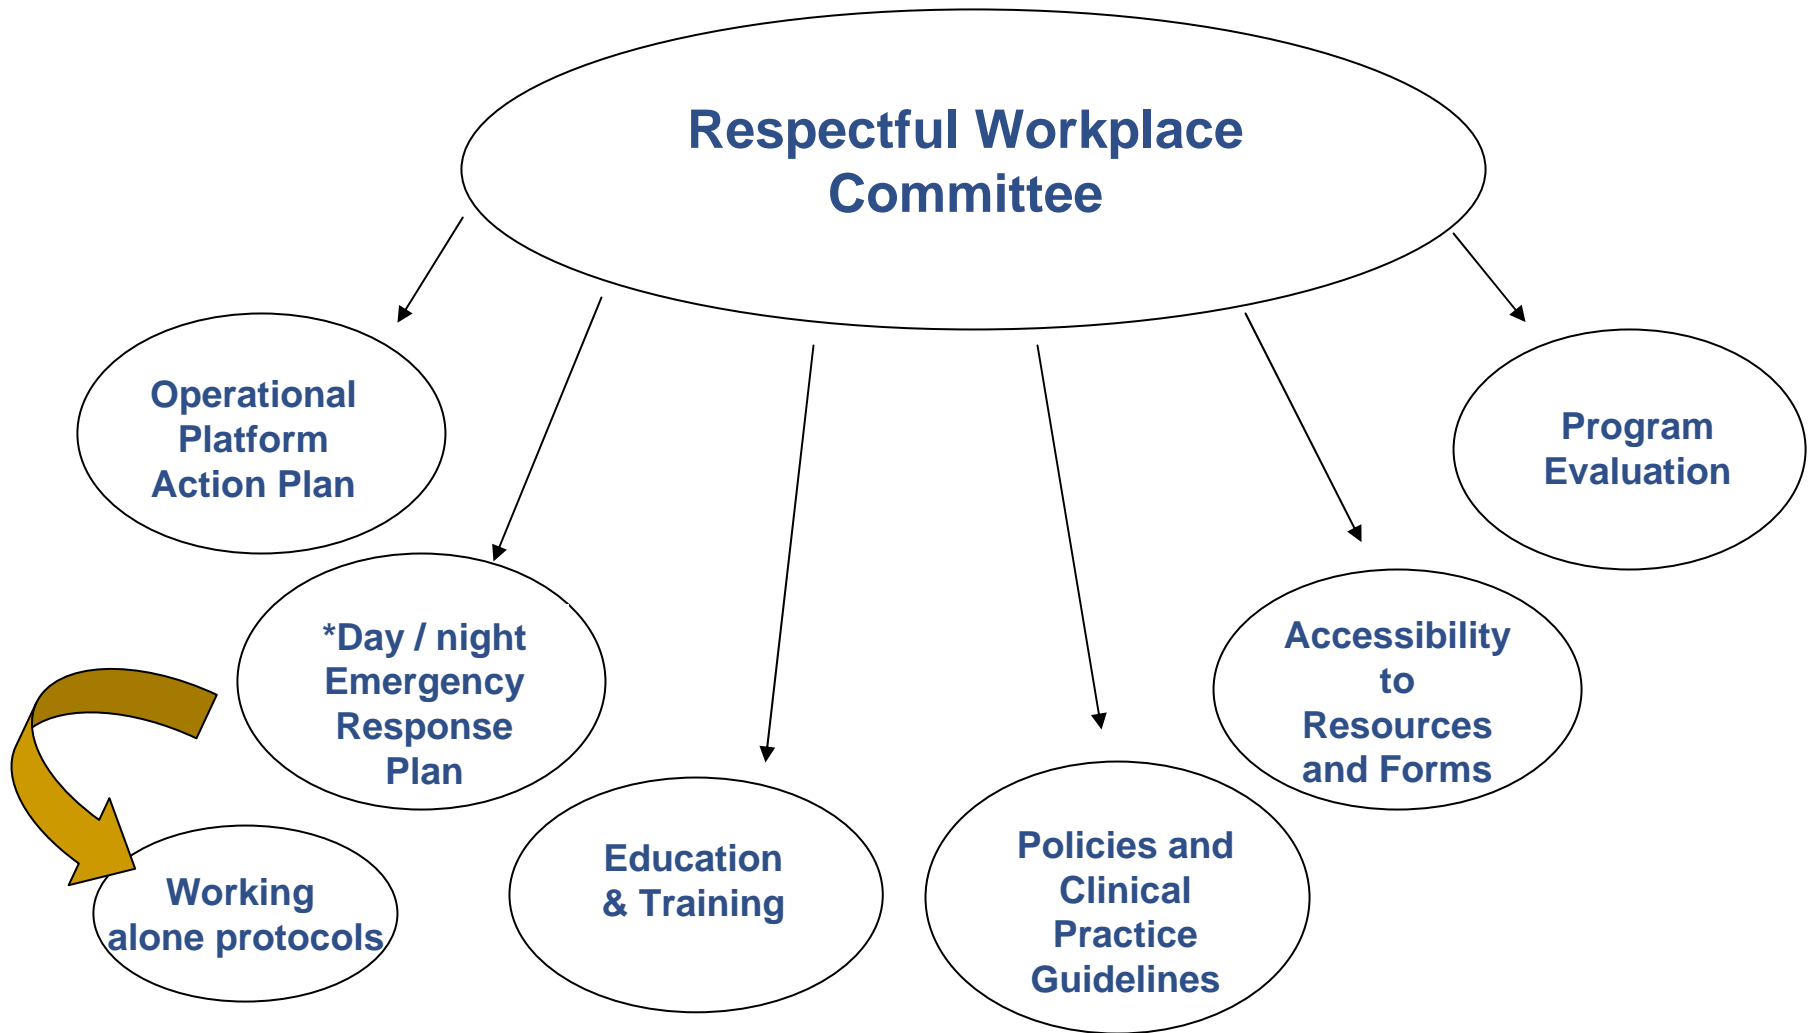 Respectful Workplace
Committee
Operational
Platform
Action Plan
*Day / night
Emergency
Response
Plan
Working
alone protocols
Education
& Training
Policies and
Clinical
Practice
Guidelines
Accessibility
to
Resources
and Forms
Program
Evaluation